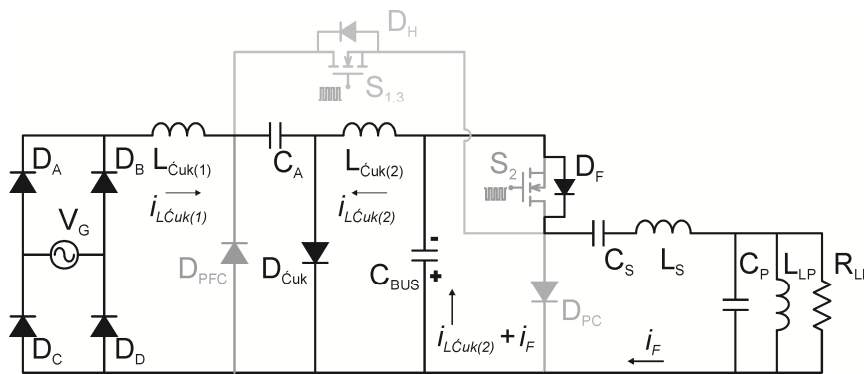 D_H
S_1,3
L_Ćuk(1)
C_A
L_Ćuk(2)
D_A
D_B
i_LĆuk(1)
i_LĆuk(2)
S_2
D_F
V_G
D_PFC
D_Ćuk
C_BUS
-
+
C_S
L_S
C_P
L_LP
D_PC
D_C
D_D
i_LĆuk(2) + i_F
i_F